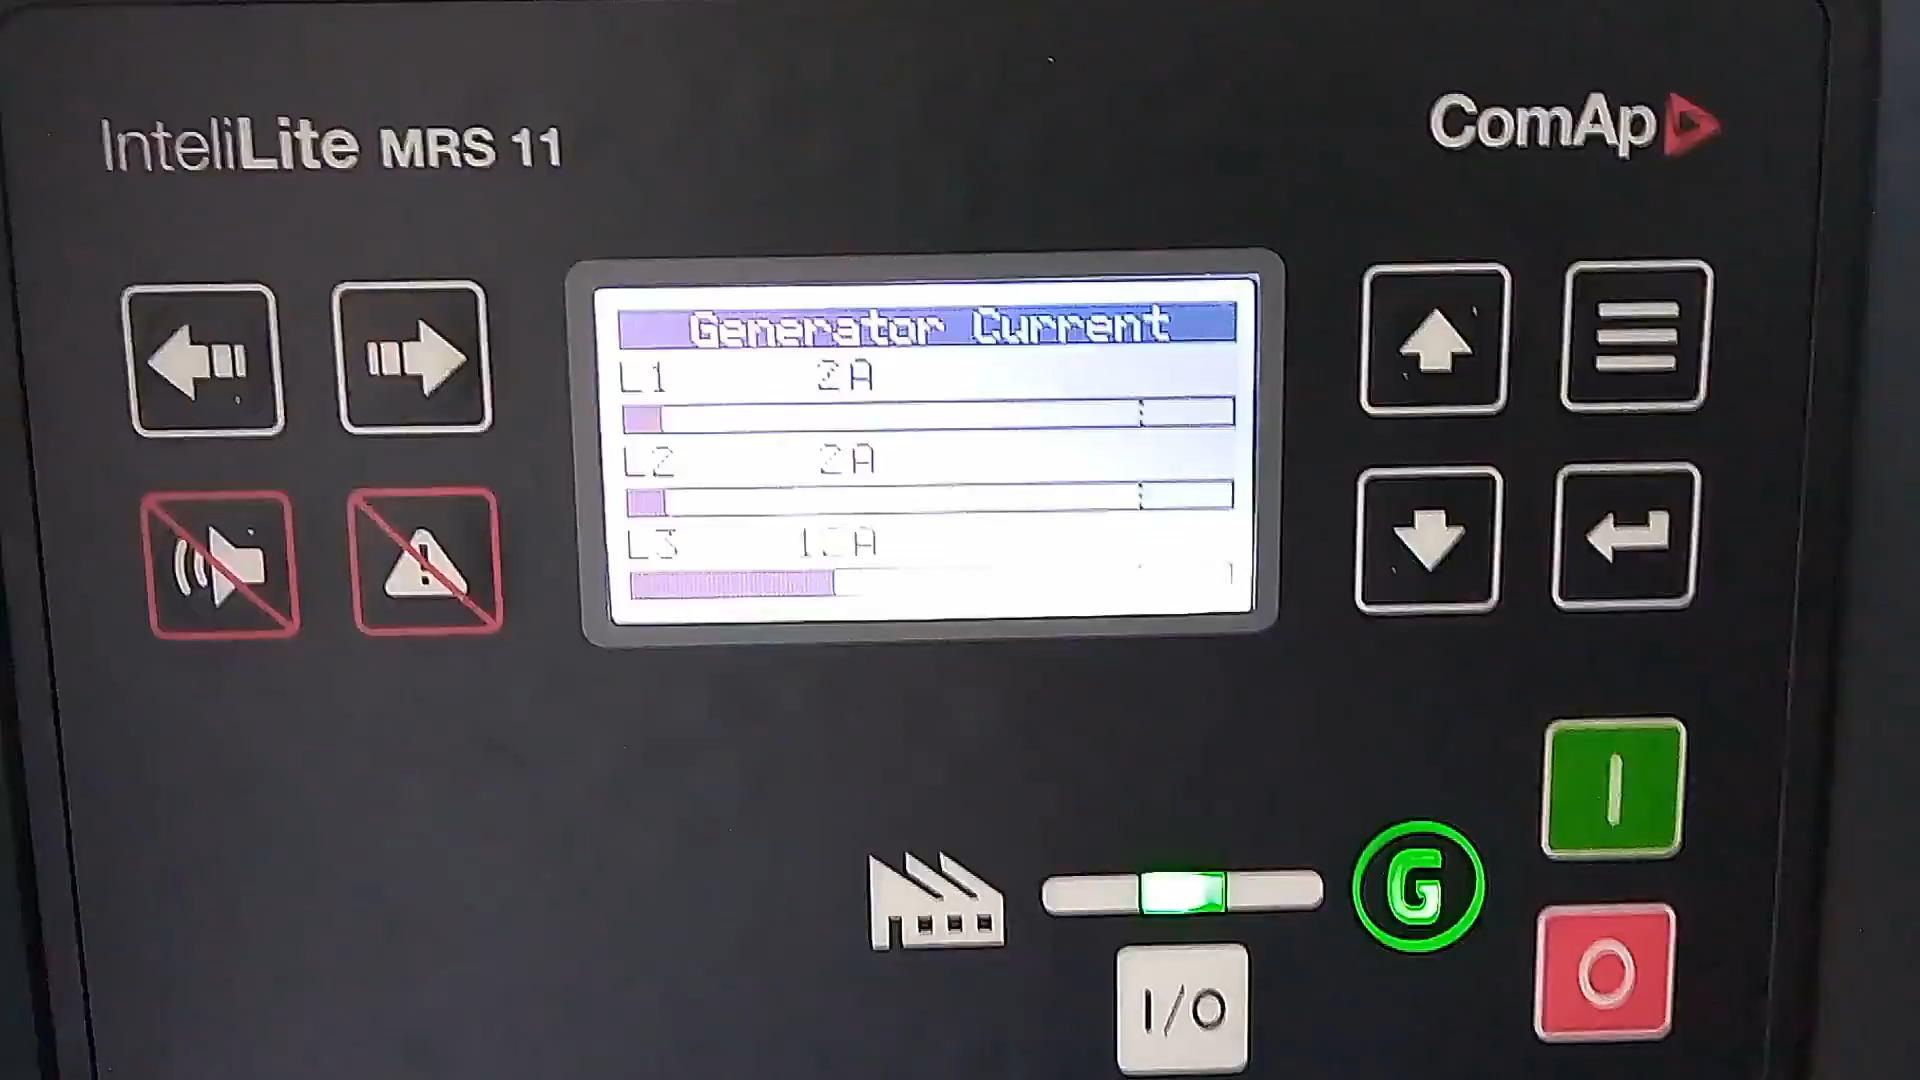 InteliLite MRS 11
ComAp
Generator Current
L1 2A
L2 2A
L3
G
I
O
I/O